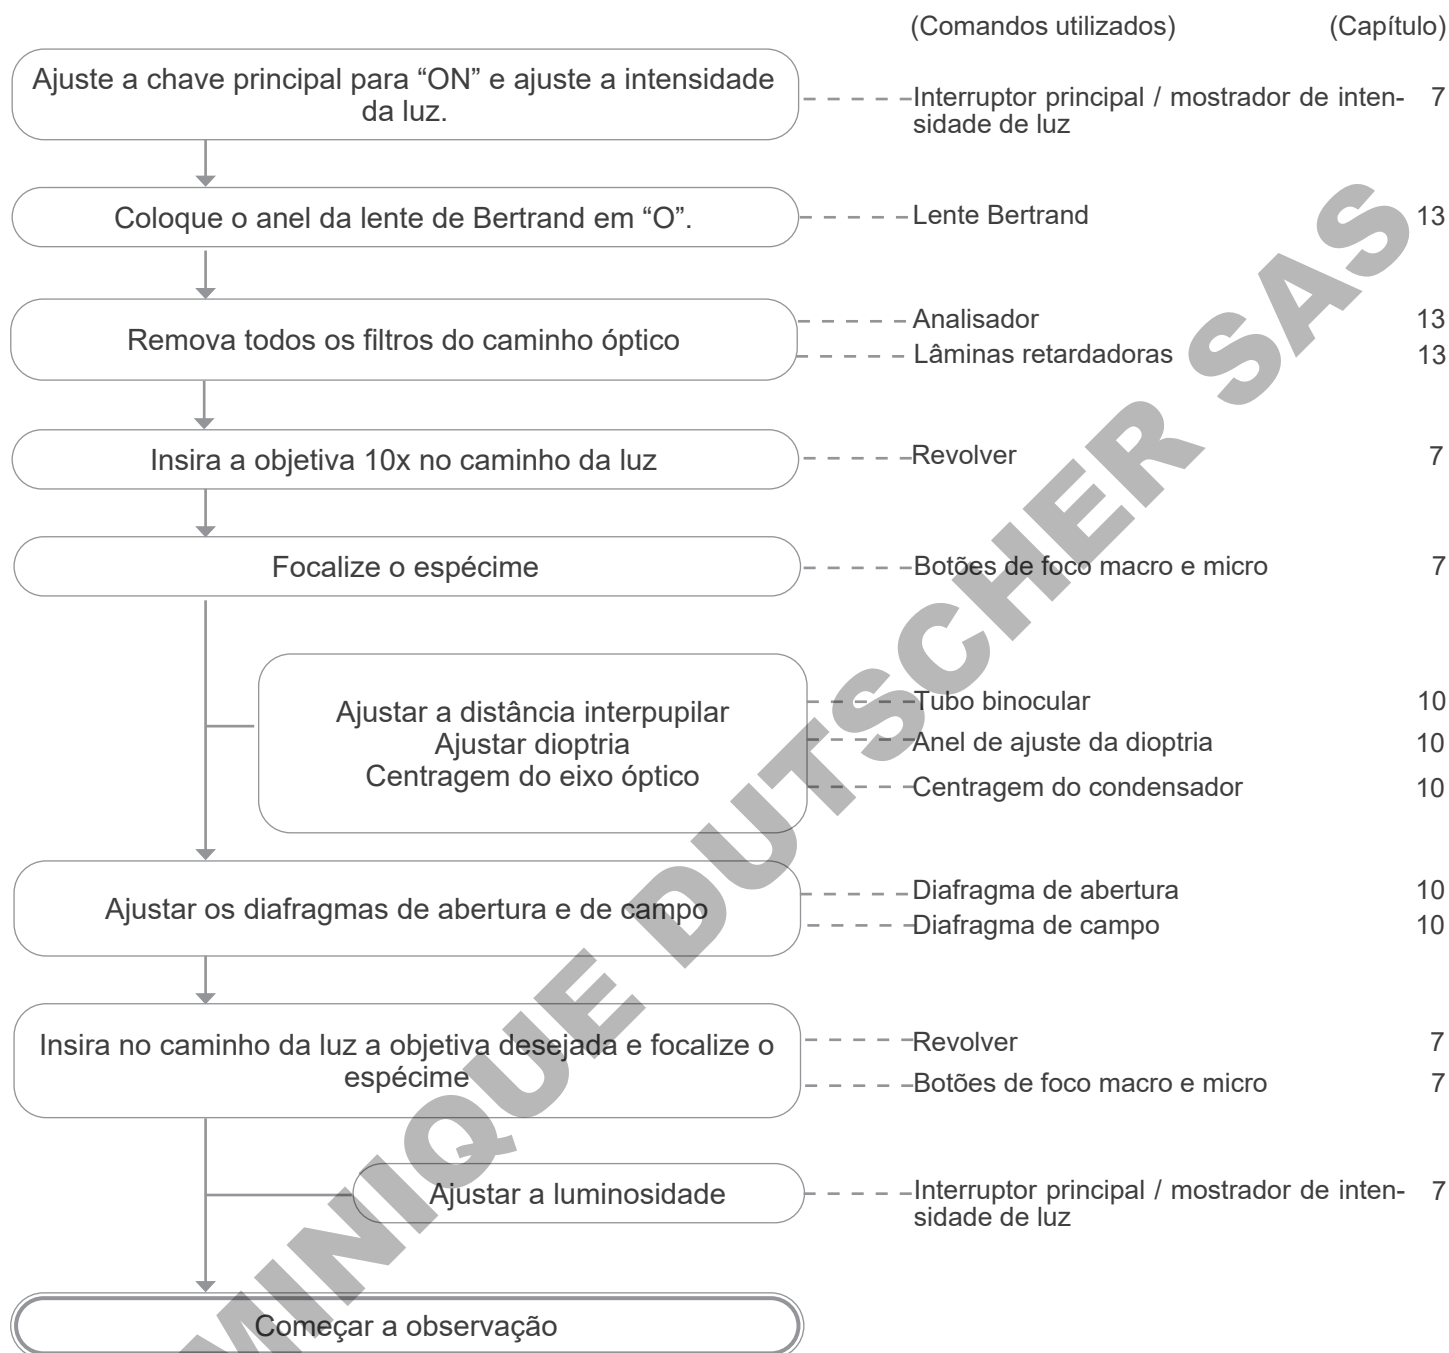 (Comandos utilizados) (Capítulo)
Ajuste a chave principal para “ON” e ajuste a intensidade
da luz.
Interruptor principal / mostrador de inten- 7
sidade de luz
Coloque o anel da lente de Bertrand em “O”.
Lente Bertrand 13
Remova todos os filtros do caminho óptico
Analisador 13
Lâminas retardadoras 13
Insira a objetiva 10x no caminho da luz
Revolver 7
Focalize o espécime
Botões de foco macro e micro 7
Ajustar a distância interpupilar
Ajustar dioptria
Centragem do eixo óptico
Tubo binocular 10
Anel de ajuste da dioptria 10
Centragem do condensador 10
Ajustar os diafragmas de abertura e de campo
Diafragma de abertura 10
Diafragma de campo 10
Insira no caminho da luz a objetiva desejada e focalize o
espécime
Revolver 7
Botões de foco macro e micro 7
Ajustar a luminosidade
Interruptor principal / mostrador de inten- 7
sidade de luz
Começar a observação
MINIQUE DUTSCHER SAS